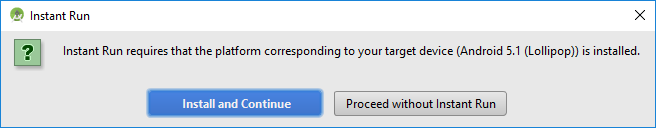 Instant Run
Instant Run requires that the platform corresponding to your target device (Android 5.1 (Lollipop)) is installed.
Install and Continue
Proceed without Instant Run